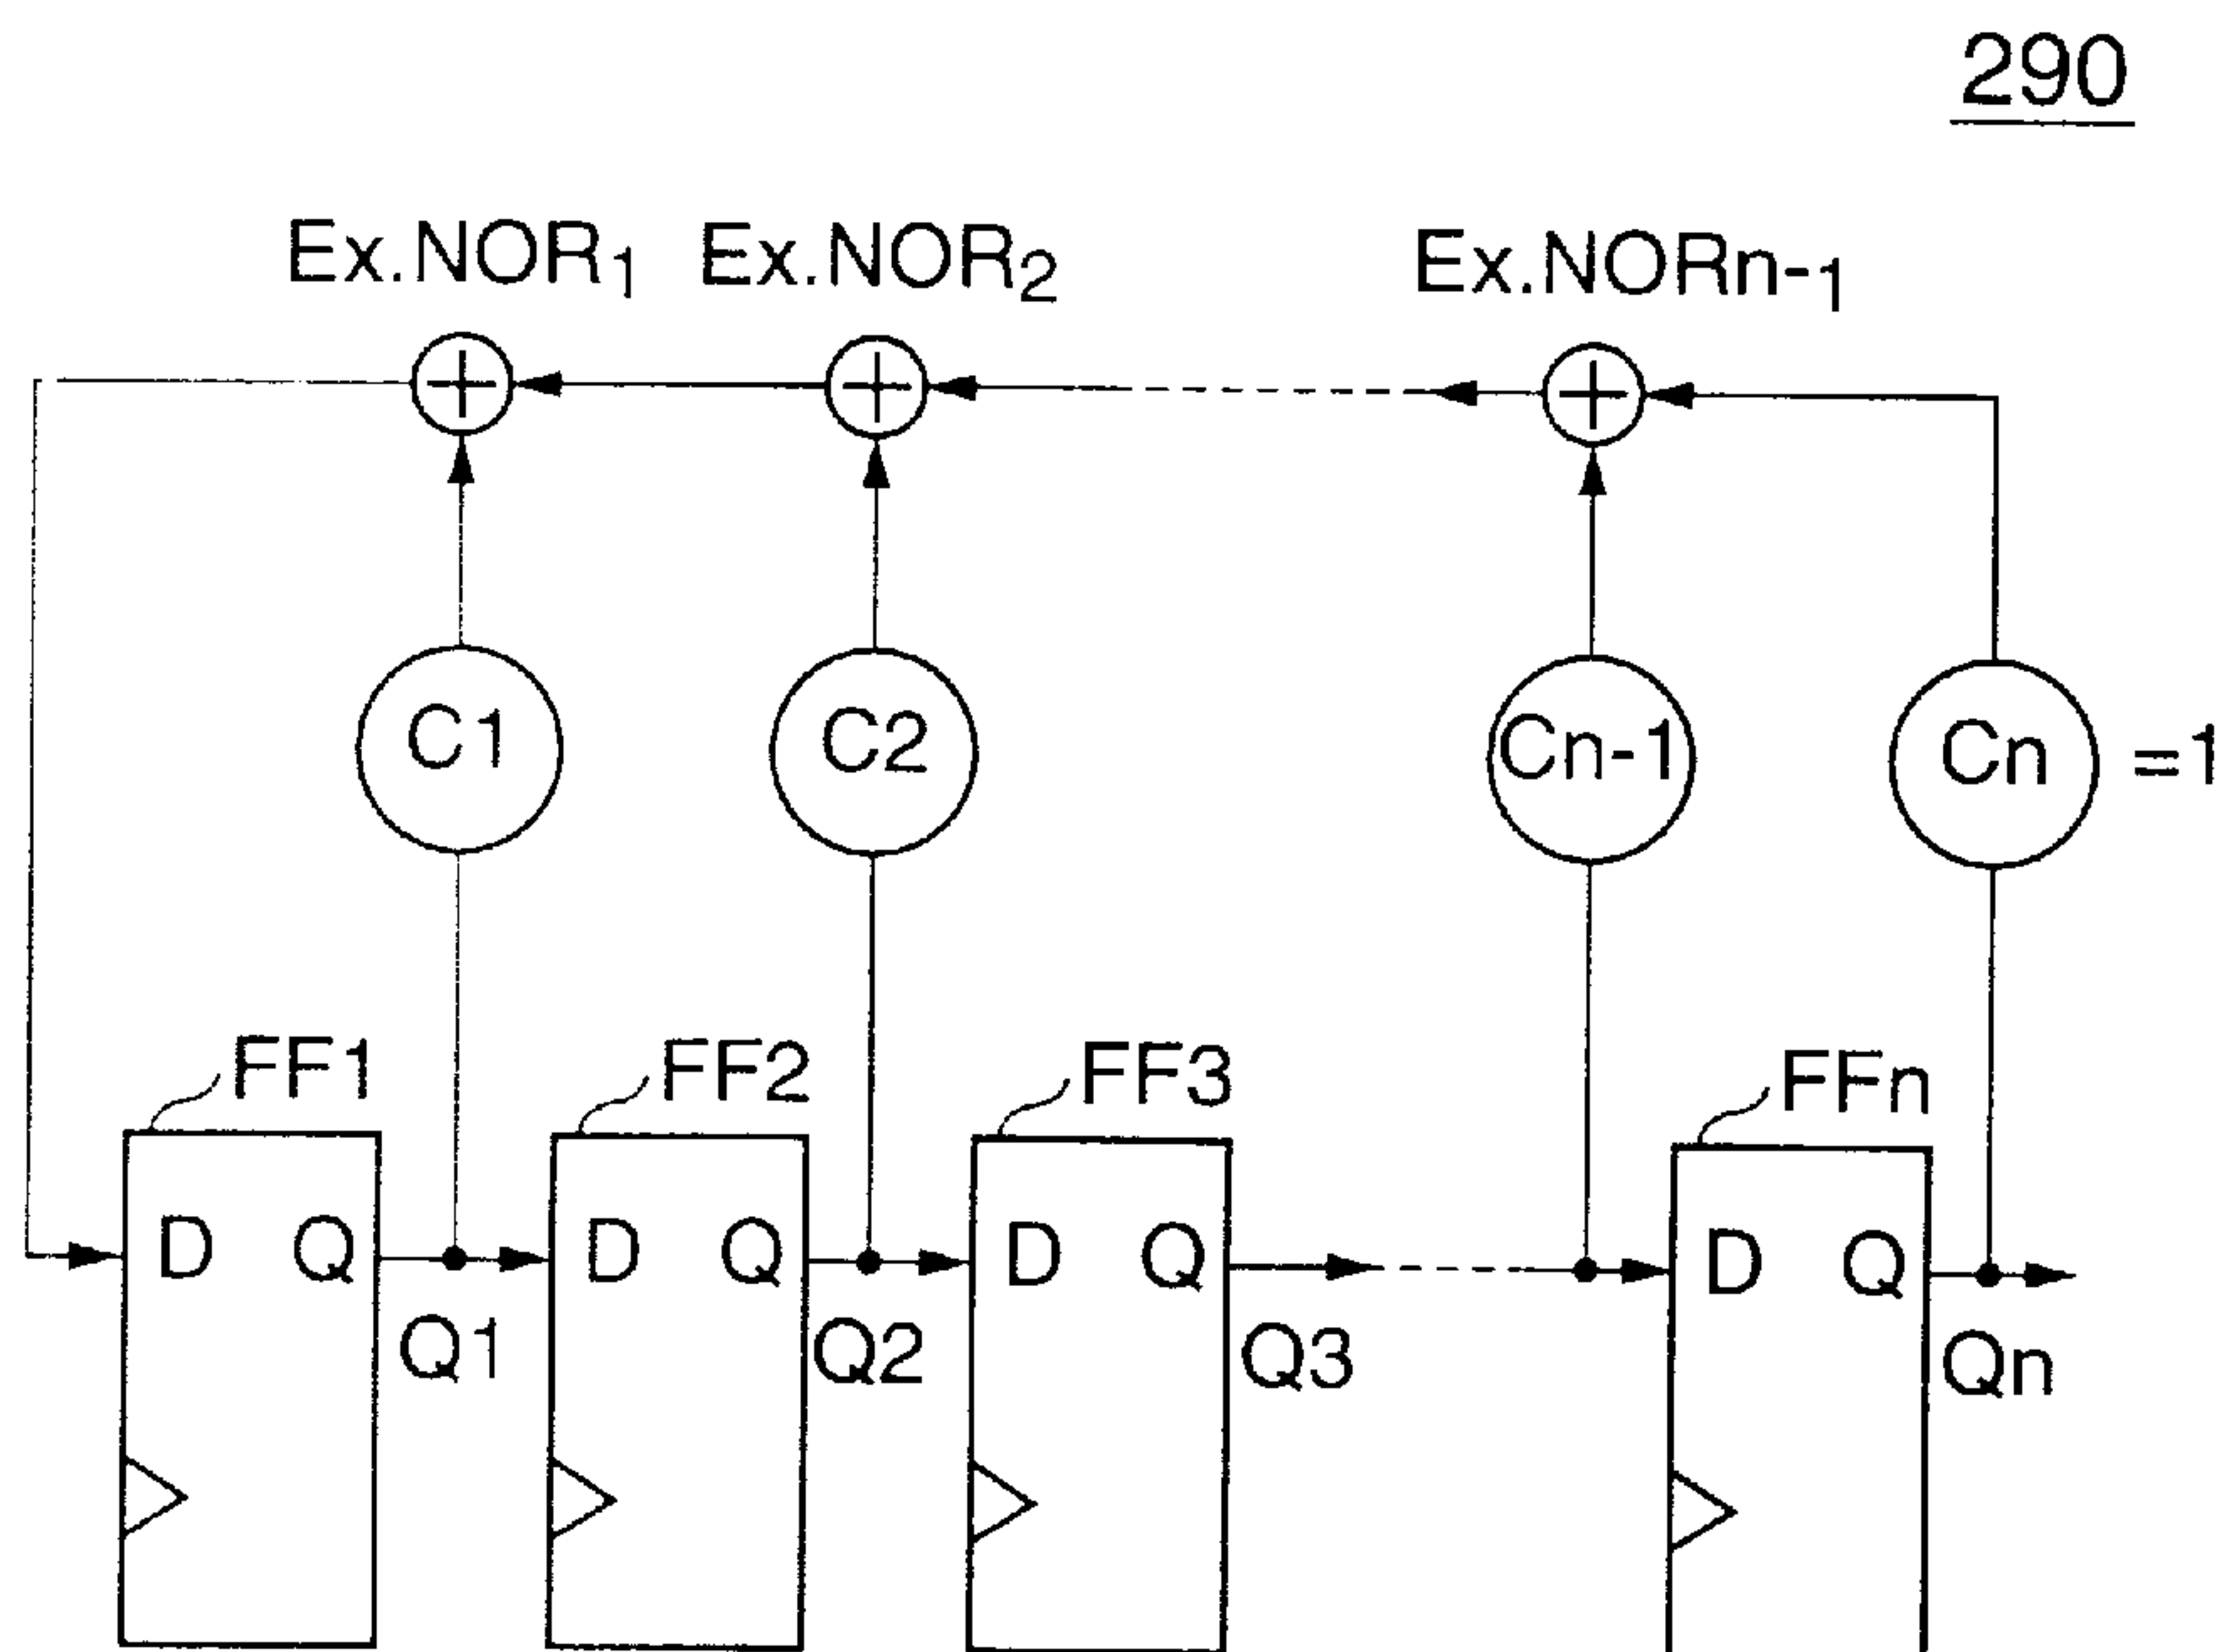 290
Ex.NOR1 Ex.NOR2 Ex.NORn-1
C1 C2 Cn-1 Cn =1
FF1 FF2 FF3 FFn
D Q D Q D Q D Q
Q1 Q2 Q3 Qn